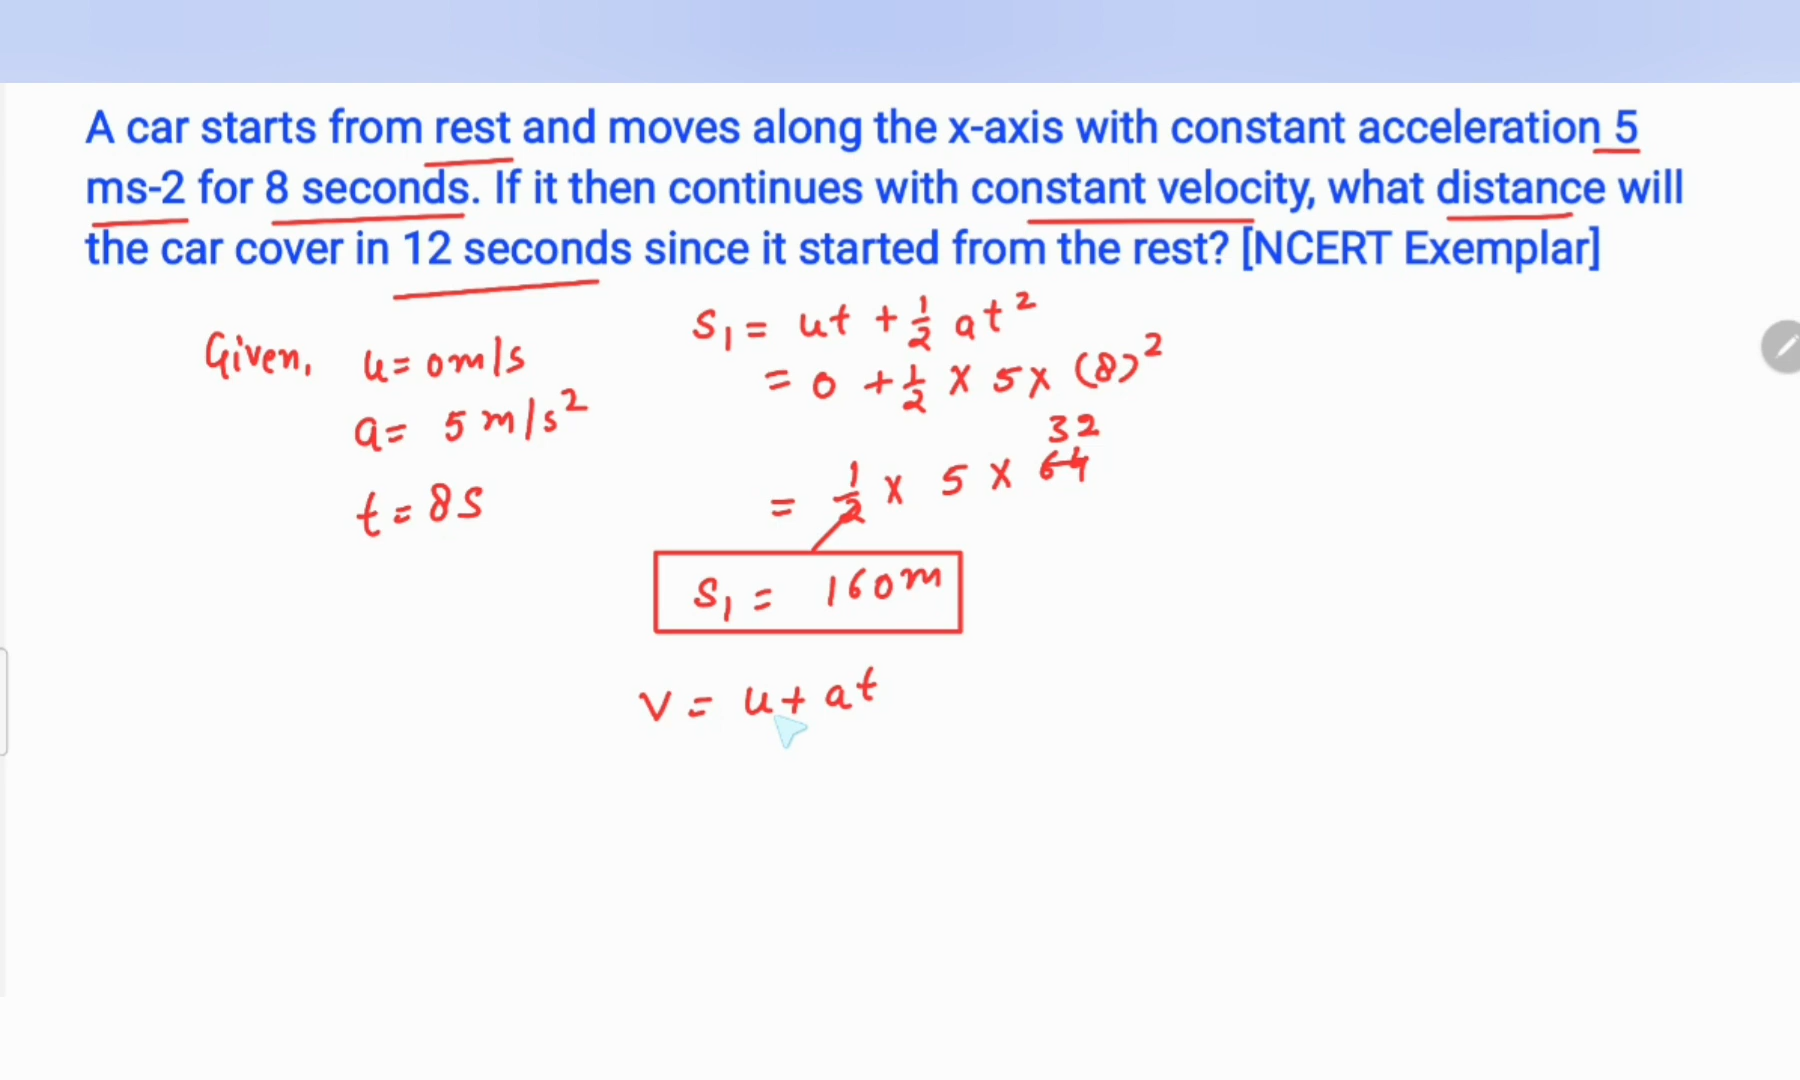 A car starts from rest and moves along the x-axis with constant acceleration 5
ms-2 for 8 seconds. If it then continues with constant velocity, what distance will
the car cover in 12 seconds since it started from the rest? [NCERT Exemplar]
Given, u = 0 m/s
a = 5 m/s²
t = 8s
S₁ = ut + 1/2 at²
= 0 + 1/2 × 5 × (8)²
32
= 1/2 × 5 × 64
S₁ = 160m
v = u + at